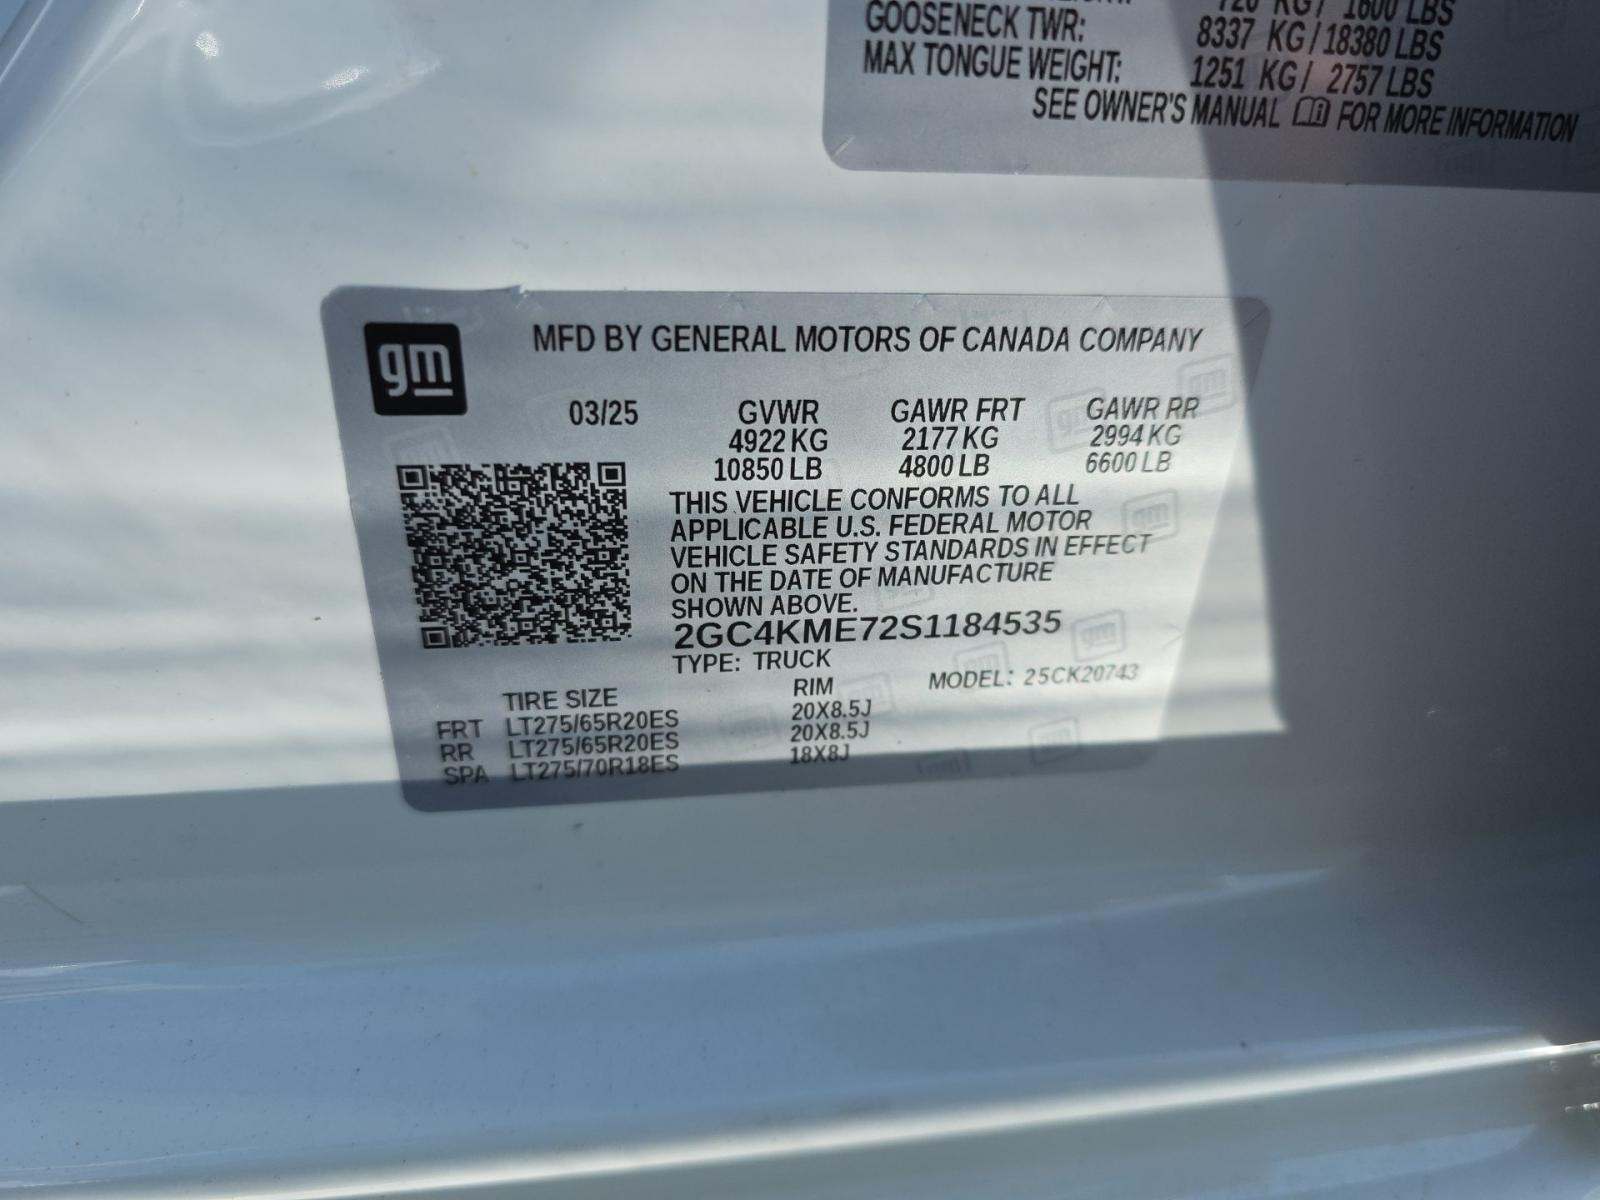 720 KG / 1600 LBS
GOOSENECK TWR: 8337 KG / 18380 LBS
MAX TONGUE WEIGHT: 1251 KG / 2757 LBS
SEE OWNER'S MANUAL FOR MORE INFORMATION
gm
MFD BY GENERAL MOTORS OF CANADA COMPANY
03/25 GVWR GAWR FRT GAWR RR
4922 KG 2177 KG 2994 KG
10850 LB 4800 LB 6600 LB
THIS VEHICLE CONFORMS TO ALL
APPLICABLE U.S. FEDERAL MOTOR
VEHICLE SAFETY STANDARDS IN EFFECT
ON THE DATE OF MANUFACTURE
SHOWN ABOVE.
2GC4KME72S1184535
TYPE: TRUCK
MODEL: 25CK20743
TIRE SIZE RIM
FRT LT275/65R20ES 20X8.5J
RR LT275/65R20ES 20X8.5J
SPA LT275/70R18ES 18X8J